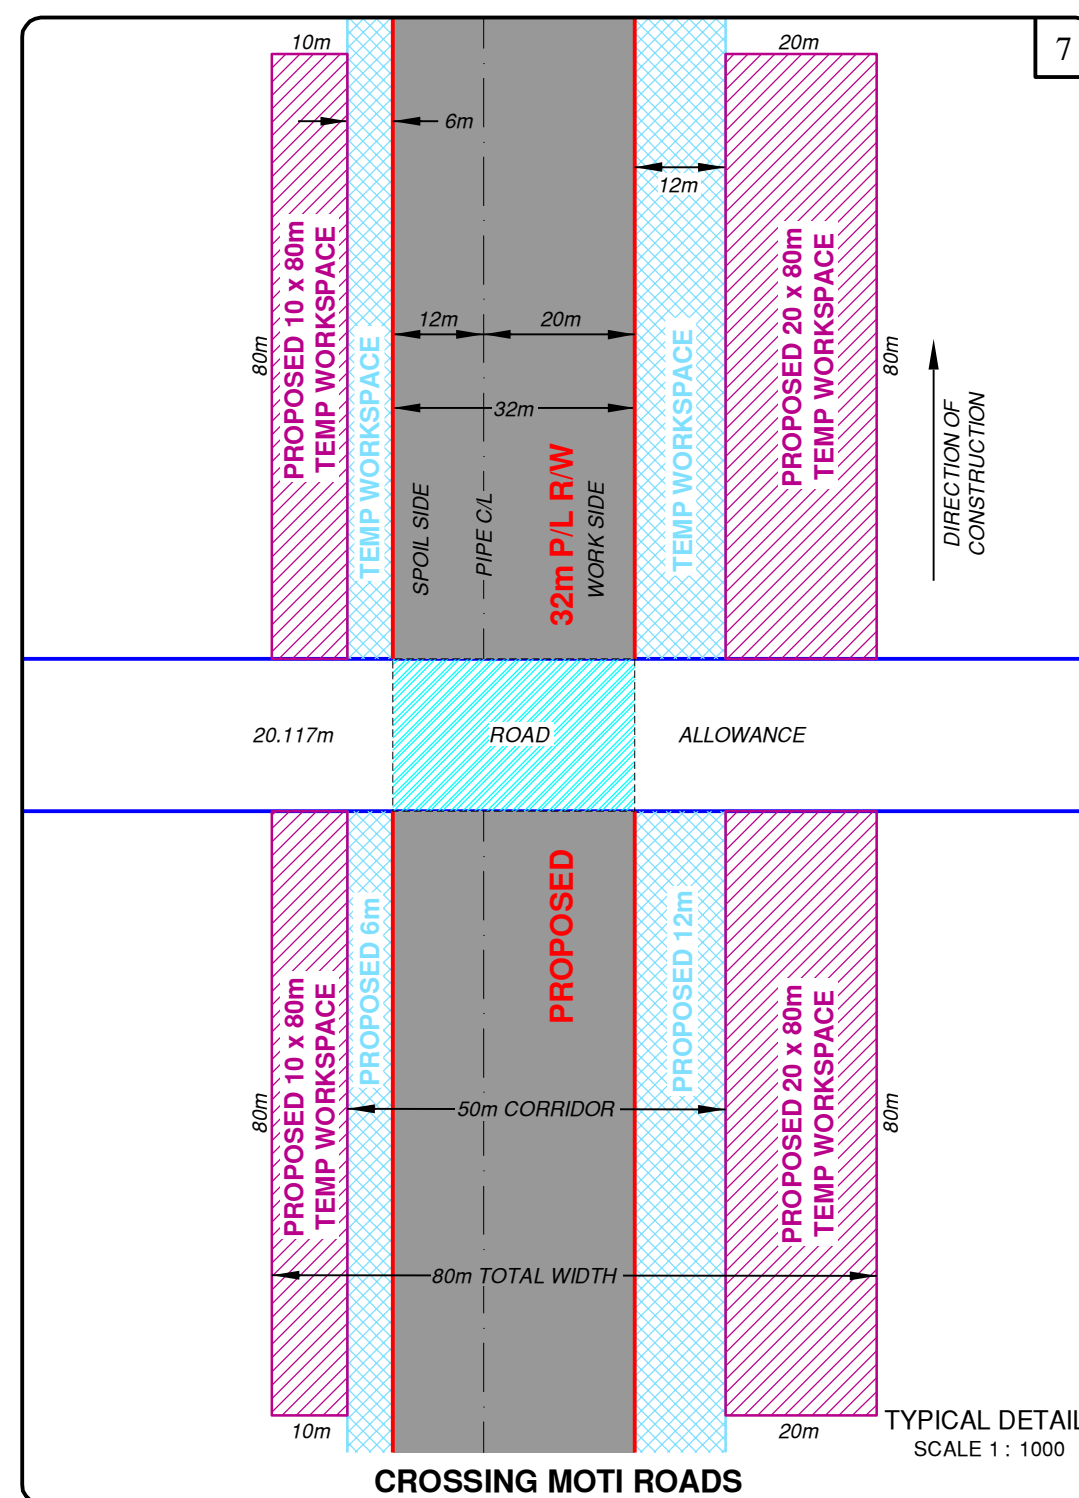 7
10m
20m
6m
12m
PROPOSED 10 x 80m
TEMP WORKSPACE
80m
TEMP WORKSPACE
12m
20m
32m
SPOIL SIDE
PIPE C/L
32m P/L R/W
WORK SIDE
TEMP WORKSPACE
PROPOSED 20 x 80m
TEMP WORKSPACE
80m
DIRECTION OF
CONSTRUCTION
20.117m
ROAD
ALLOWANCE
PROPOSED 10 x 80m
TEMP WORKSPACE
80m
PROPOSED 6m
PROPOSED
PROPOSED 12m
PROPOSED 20 x 80m
TEMP WORKSPACE
80m
50m CORRIDOR
80m TOTAL WIDTH
10m
20m
TYPICAL DETAIL
SCALE 1 : 1000
CROSSING MOTI ROADS